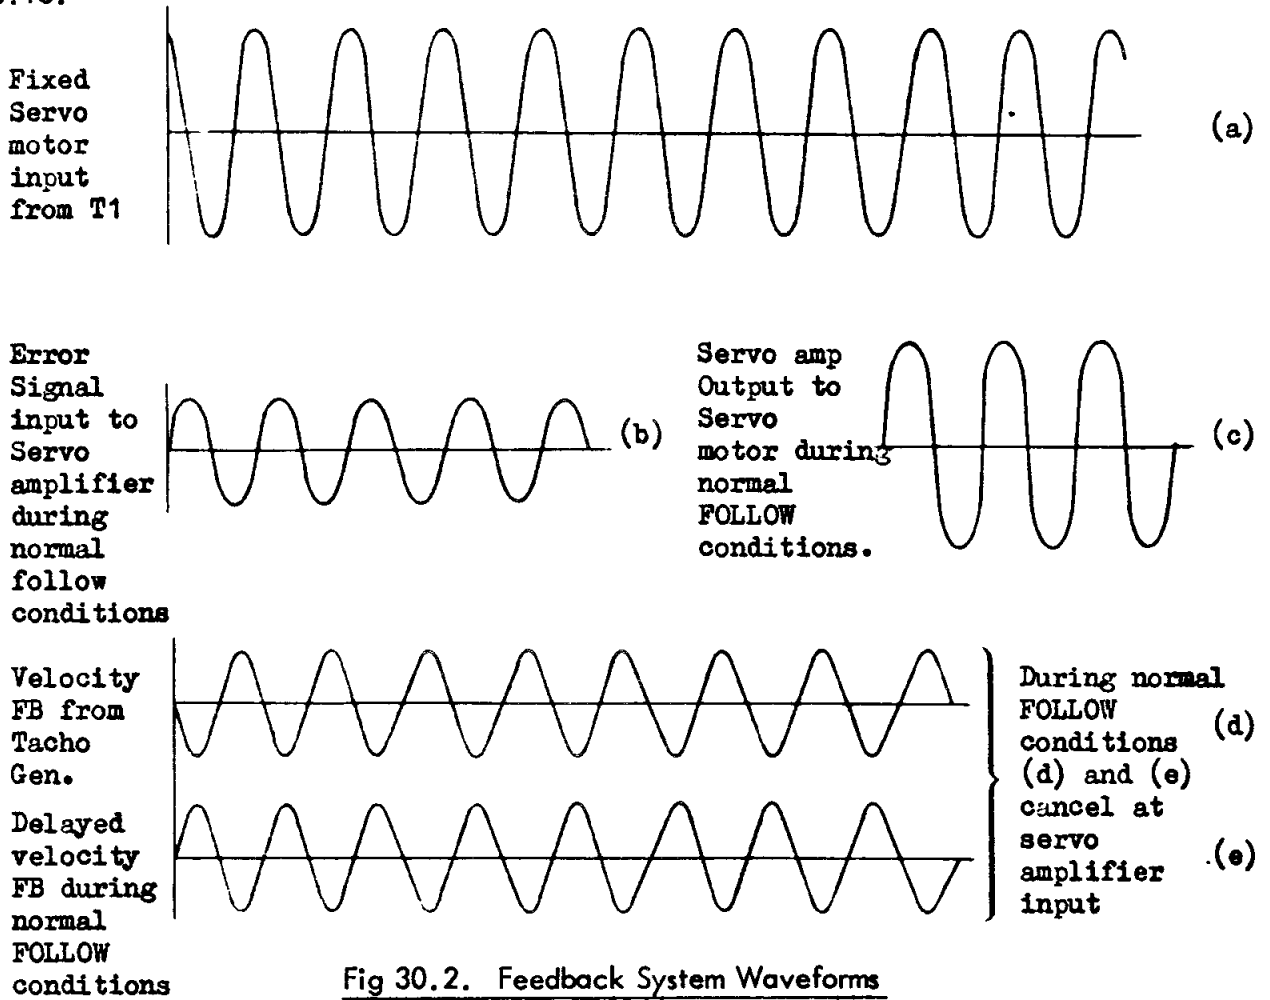 Fixed
Servo
motor
input
from T1
(a)
Error
Signal
input to
Servo
amplifier
during
normal
follow
conditions
(b)
Servo amp
Output to
Servo
motor during
normal
FOLLOW
conditions.
(c)
Velocity
FB from
Tacho
Gen.
Delayed
velocity
FB during
normal
FOLLOW
conditions
During normal
FOLLOW
conditions
(d) and (e)
cancel at
servo
amplifier
input
(d)
(e)
Fig 30.2. Feedback System Waveforms